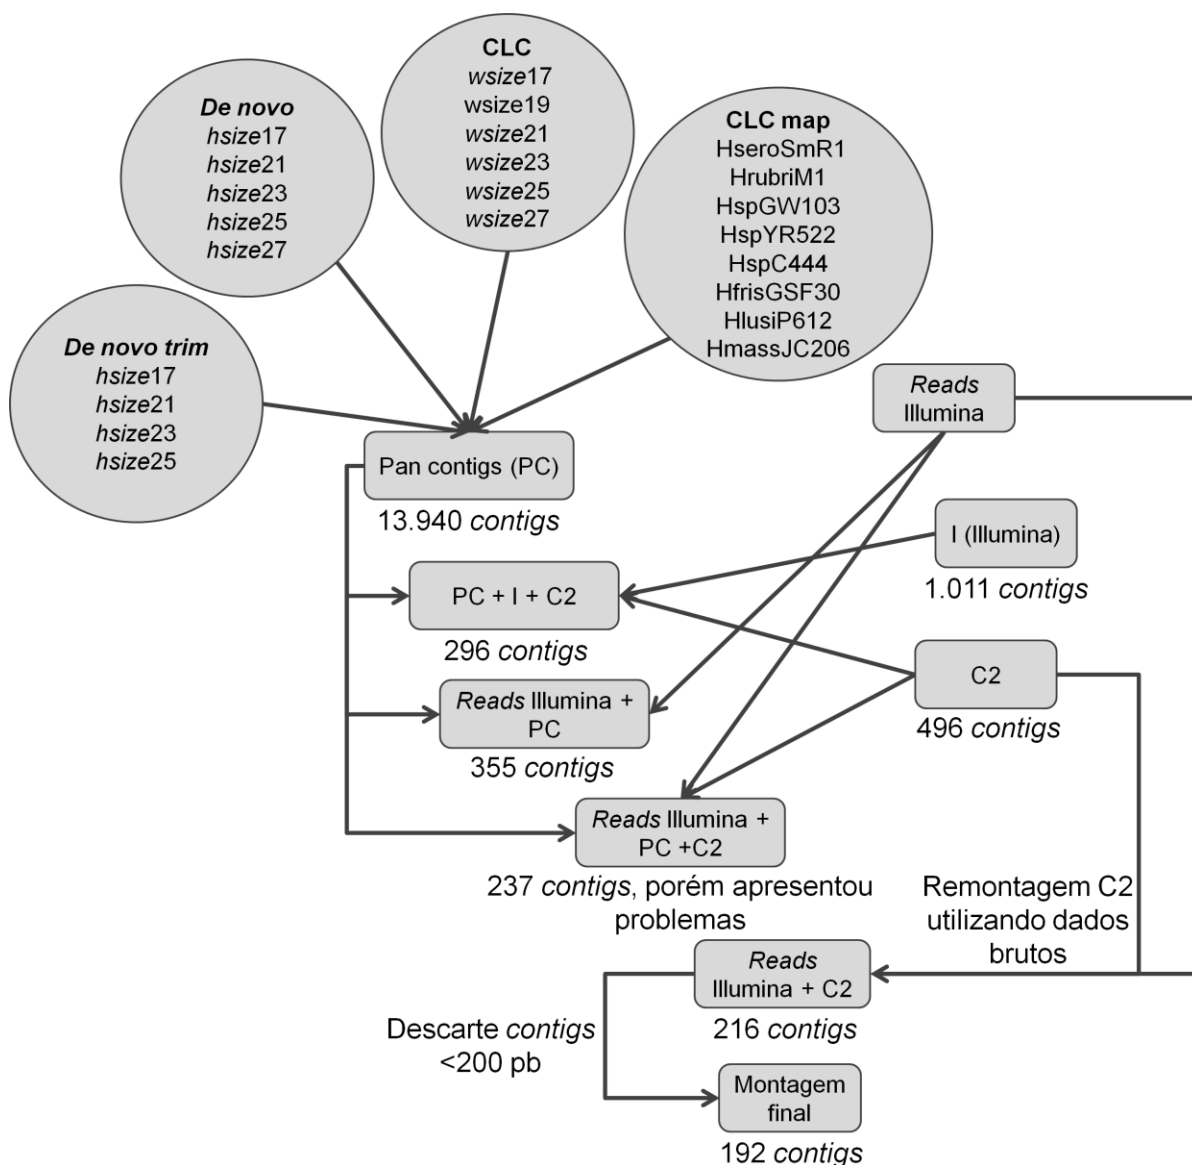 CLC
wsize17
wsize19
wsize21
wsize23
wsize25
wsize27
De novo
hsize17
hsize21
hsize23
hsize25
hsize27
CLC map
HseroSmR1
HrubriM1
HspGW103
HspYR522
HspC444
HfrisGSF30
HlusiP612
HmassJC206
De novo trim
hsize17
hsize21
hsize23
hsize25
Reads
Illumina
Pan contigs (PC)
13.940 contigs
I (Illumina)
1.011 contigs
PC + I + C2
296 contigs
C2
496 contigs
Reads Illumina +
PC
355 contigs
Reads Illumina +
PC +C2
237 contigs, porém apresentou
problemas
Remontagem C2
utilizando dados
brutos
Reads
Illumina + C2
216 contigs
Descarte contigs
<200 pb
Montagem
final
192 contigs